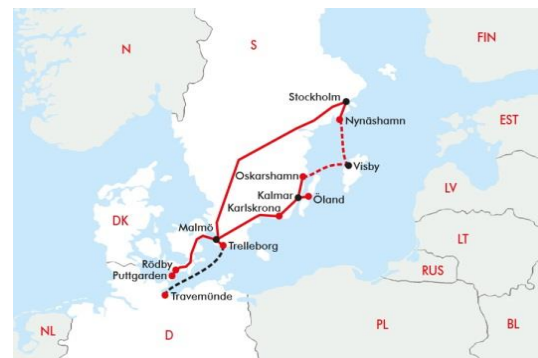 N
S
FIN
Stockholm
Nynäshamn
EST
Visby
Oskarshamn
LV
Kalmar
Öland
Karlskrona
DK
Malmö
Trelleborg
LT
Rödby
Puttgarden
RUS
Travemünde
NL
D
PL
BL